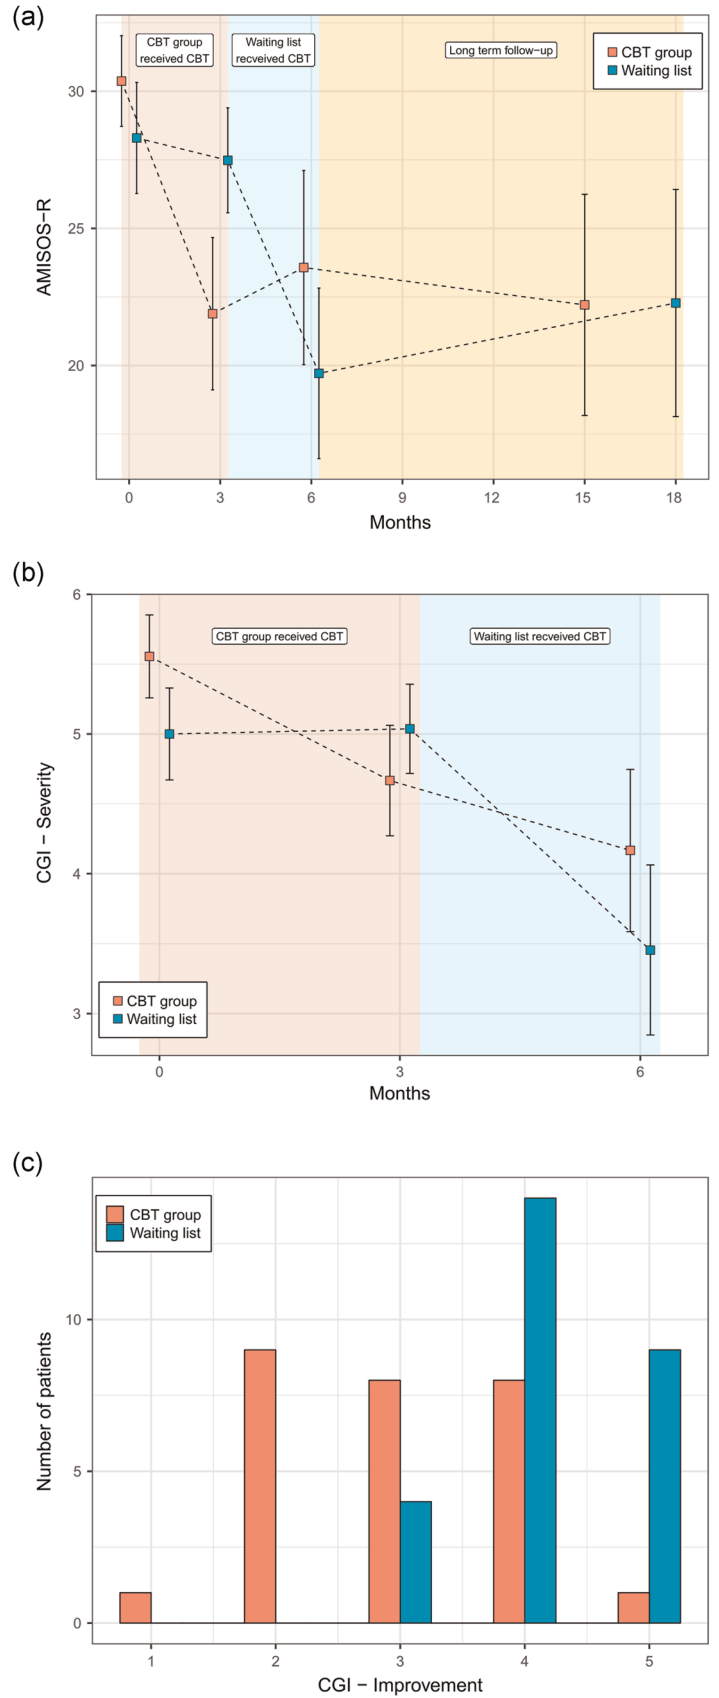 (a)
CBT group
received CBT
Waiting list
recveived CBT
Long term follow−up
CBT group
Waiting list
30
25
20
AMISOS−R
0 3 6 9 12 15 18
Months
(b)
6
CBT group received CBT
Waiting list recveived CBT
5
4
3
CGI − Severity
CBT group
Waiting list
0 3 6
Months
(c)
CBT group
Waiting list
10
5
0
Number of patients
1 2 3 4 5
CGI − Improvement